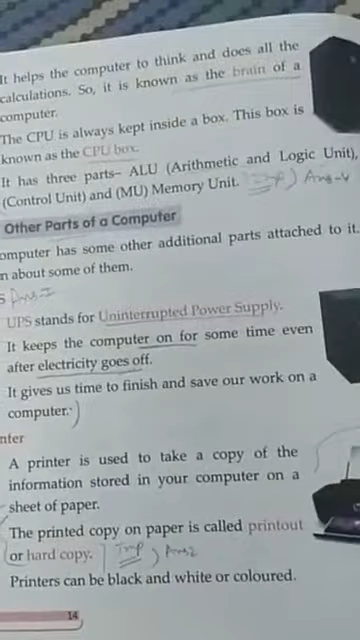 It helps the computer to think and does all the
calculations. So, it is known as the brain of a
computer.
The CPU is always kept inside a box. This box is
known as the CPU box.
It has three parts– ALU (Arithmetic and Logic Unit),
(Control Unit) and (MU) Memory Unit. Imp) Ans-V
Other Parts of a Computer
omputer has some other additional parts attached to it.
n about some of them.
S Ans-I
UPS stands for Uninterrupted Power Supply.
It keeps the computer on for some time even
after electricity goes off.
It gives us time to finish and save our work on a
computer.)
nter
A printer is used to take a copy of the
information stored in your computer on a
sheet of paper.
The printed copy on paper is called printout
or hard copy. Imp) Ans2
Printers can be black and white or coloured.
14